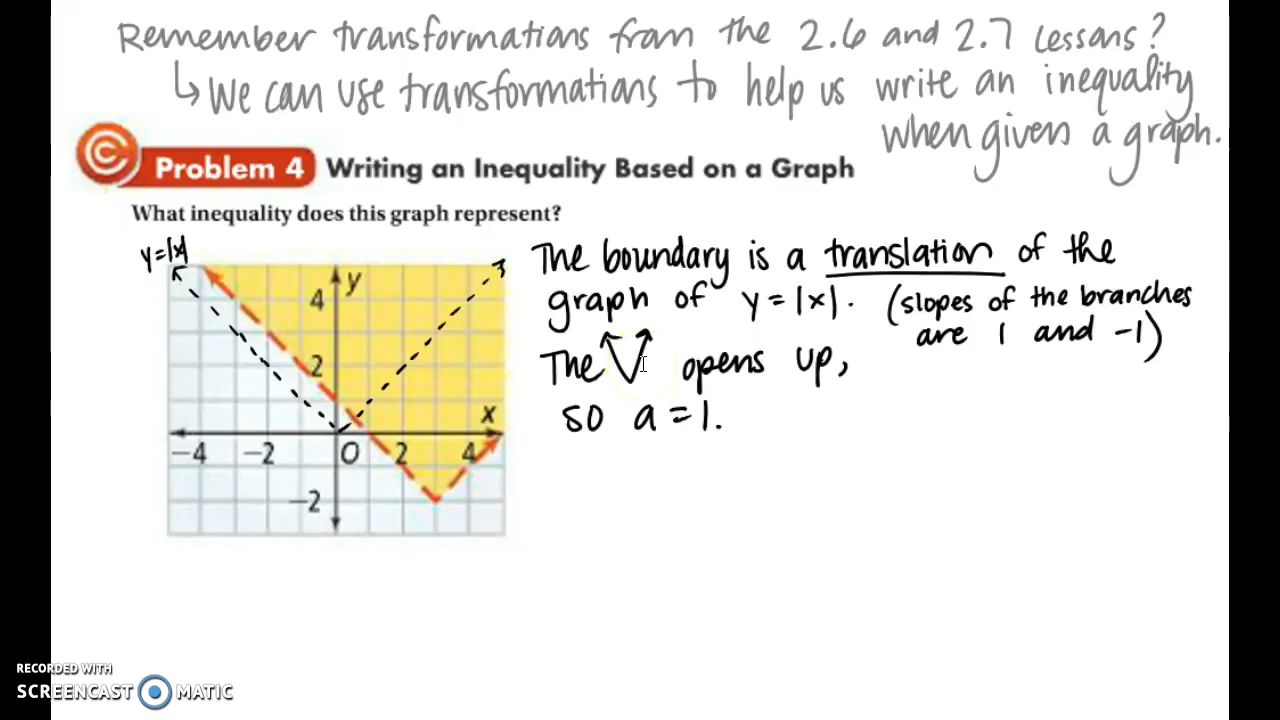 Remember transformations from the 2.6 and 2.7 lessons?
↳ We can use transformations to help us write an inequality
when given a graph.
Problem 4 Writing an Inequality Based on a Graph
What inequality does this graph represent?
y=|x|
y
4
2
x
-4 -2 O 2 4
-2
The boundary is a translation of the
graph of y=|x|. (slopes of the branches
are 1 and -1)
The opens up,
so a=1.
RECORDED WITH
SCREENCAST MATIC